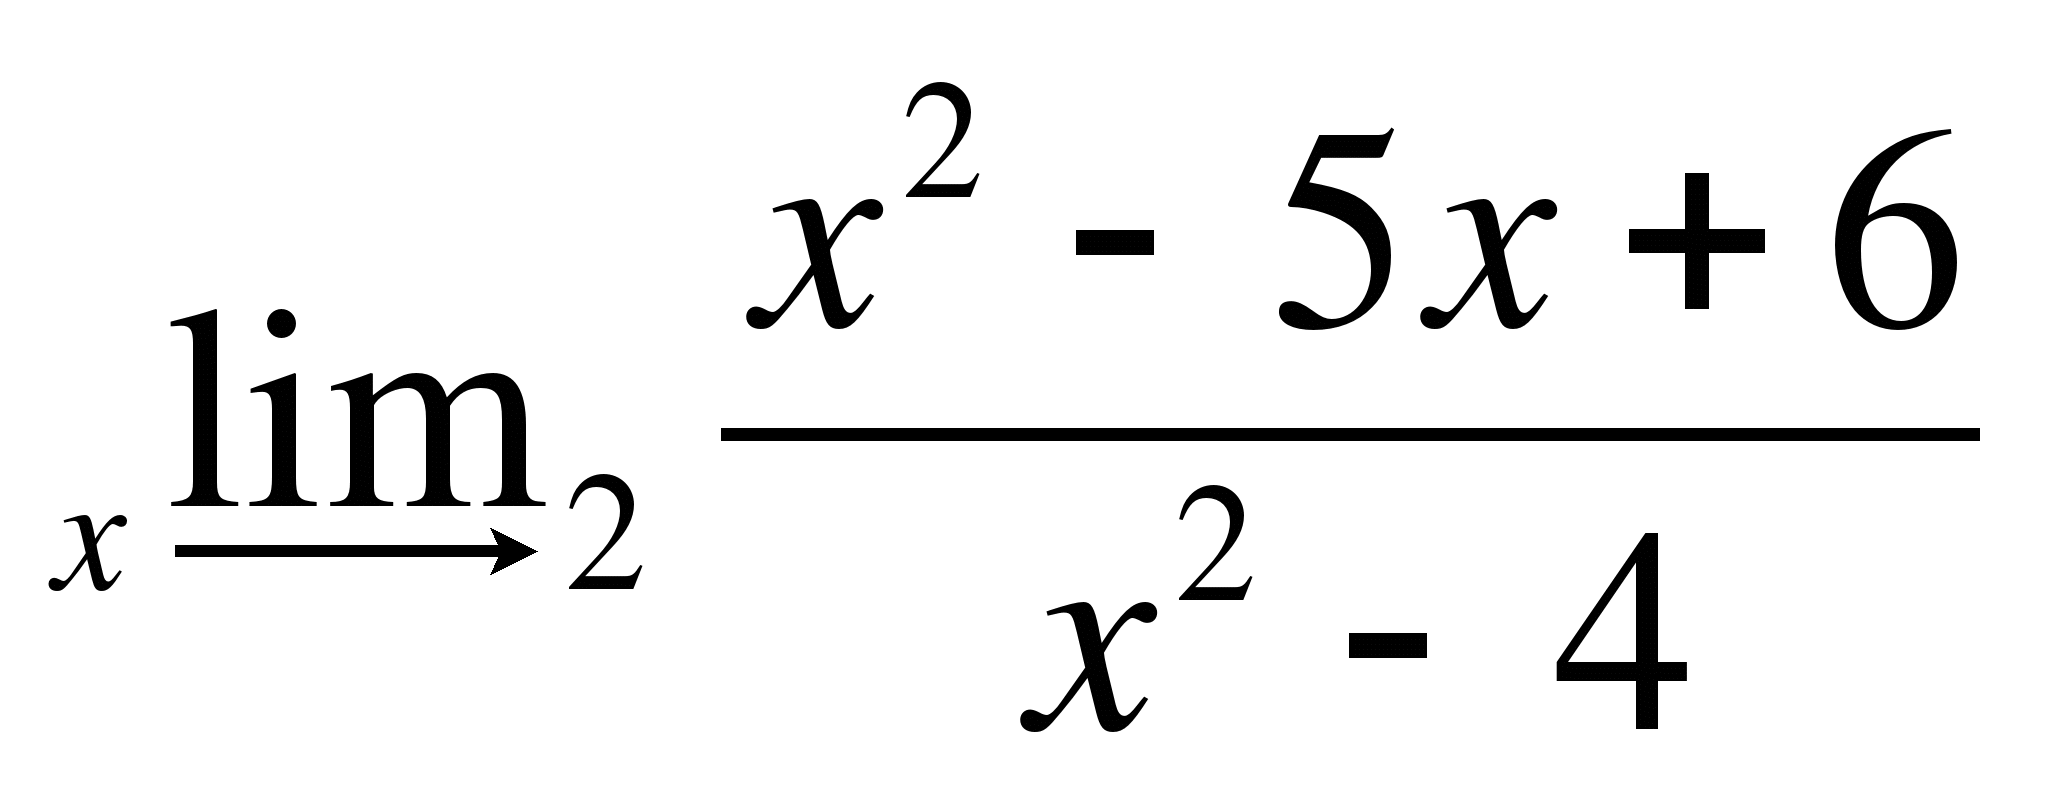 lim x → 2 (x² - 5x + 6) / (x² - 4)